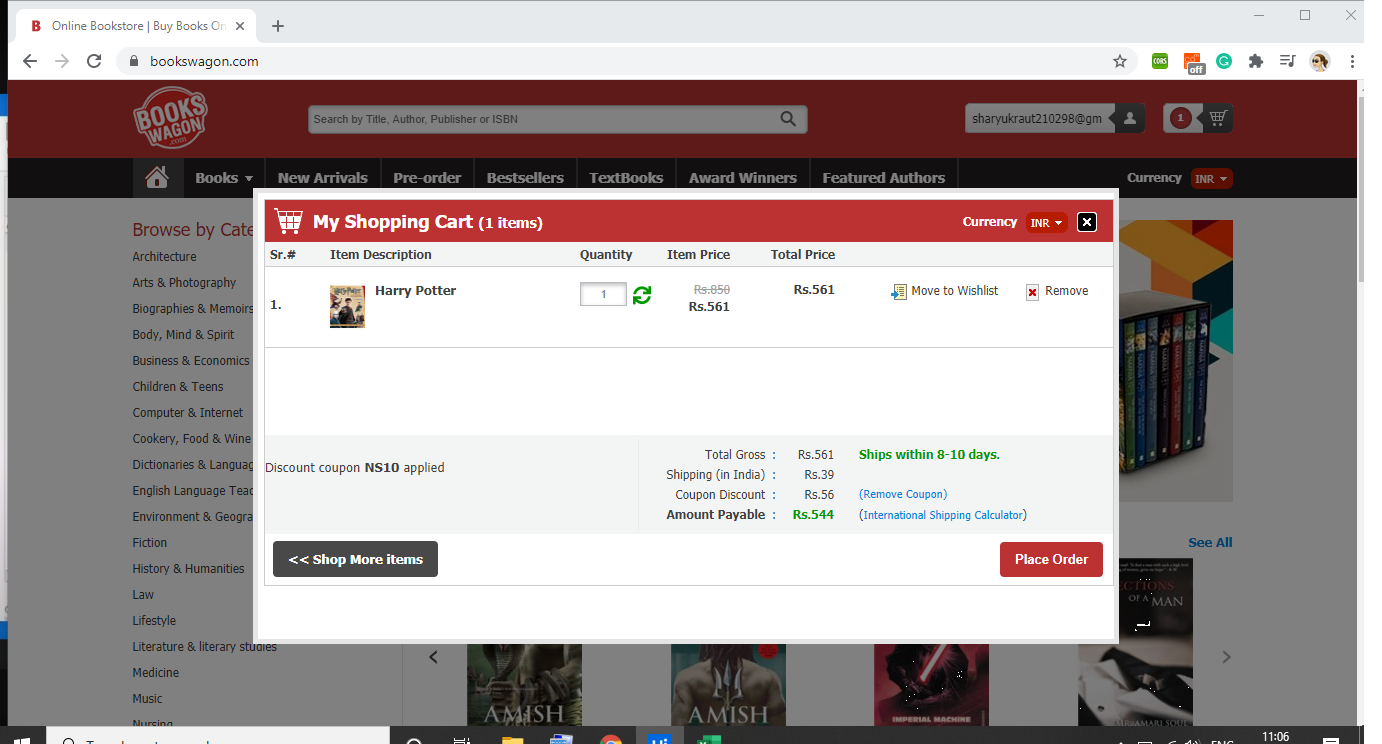 Online Bookstore | Buy Books On
bookswagon.com
CORS
off
BOOKS
WAGON
.com
Search by Title, Author, Publisher or ISBN
sharyukraut210298@gm
1
Books
New Arrivals
Pre-order
Bestsellers
TextBooks
Award Winners
Featured Authors
Currency
INR
My Shopping Cart (1 items)
Currency
INR
Sr.#
Item Description
Quantity
Item Price
Total Price
1.
Harry Potter
1
Rs.850
Rs.561
Rs.561
Move to Wishlist
Remove
Discount coupon NS10 applied
Total Gross :
Rs.561
Ships within 8-10 days.
Shipping (in India) :
Rs.39
Coupon Discount :
Rs.56
(Remove Coupon)
Amount Payable :
Rs.544
(International Shipping Calculator)
<< Shop More items
Place Order
Browse by Cate
Architecture
Arts & Photography
Biographies & Memoirs
Body, Mind & Spirit
Business & Economics
Children & Teens
Computer & Internet
Cookery, Food & Wine
Dictionaries & Languag
English Language Teac
Environment & Geogra
Fiction
History & Humanities
Law
Lifestyle
Literature & literary studies
Medicine
Music
Nursing
See All
AMISH
AMISH
IMPERIAL MACHINE
OF A MAN
11:06
ENG